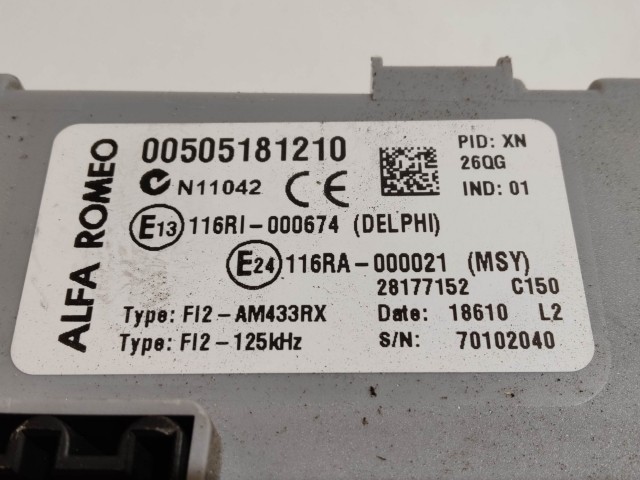 ALFA ROMEO
00505181210
PID: XN
26QG
IND: 01
N11042 CE
E13 116RI-000674 (DELPHI)
E24 116RA-000021 (MSY)
28177152 C150
Type: FI2-AM433RX
Date: 18610 L2
Type: FI2-125kHz
S/N: 70102040